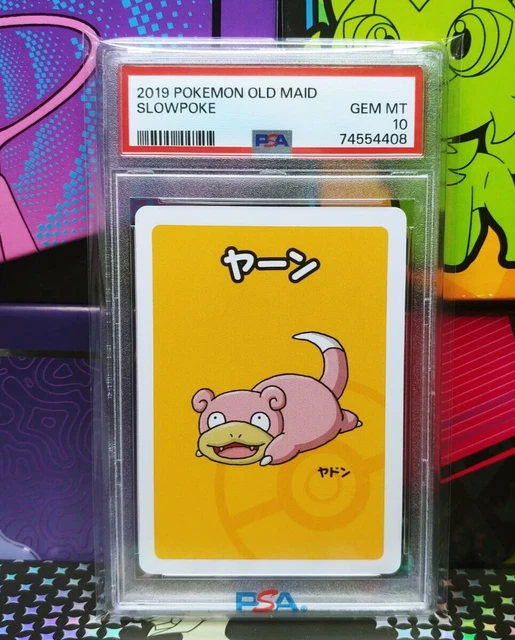 2019 POKEMON OLD MAID
SLOWPOKE
GEM MT
10
PSA
74554408
ヤーン
ヤドン
PSA